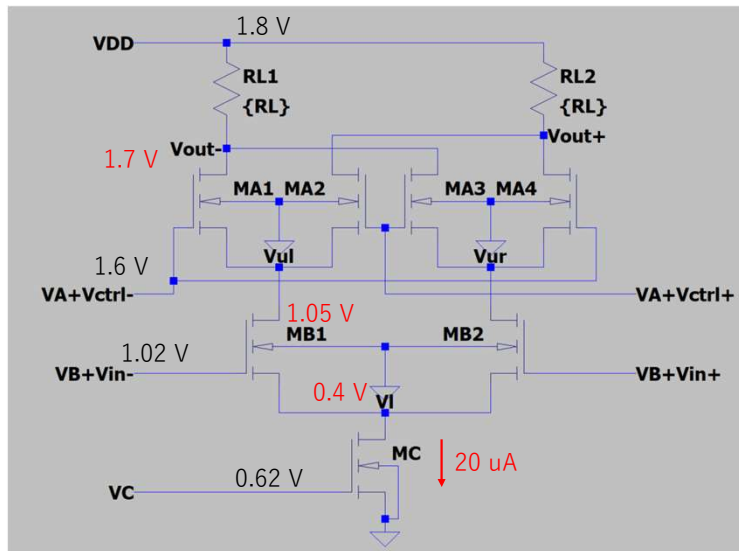 1.8 V
VDD
RL1
{RL}
RL2
{RL}
Vout-
Vout+
1.7 V
MA1
MA2
MA3
MA4
Vul
Vur
1.6 V
VA+Vctrl-
VA+Vctrl+
1.05 V
MB1
MB2
1.02 V
VB+Vin-
VB+Vin+
0.4 V
Vl
MC
20 uA
0.62 V
VC